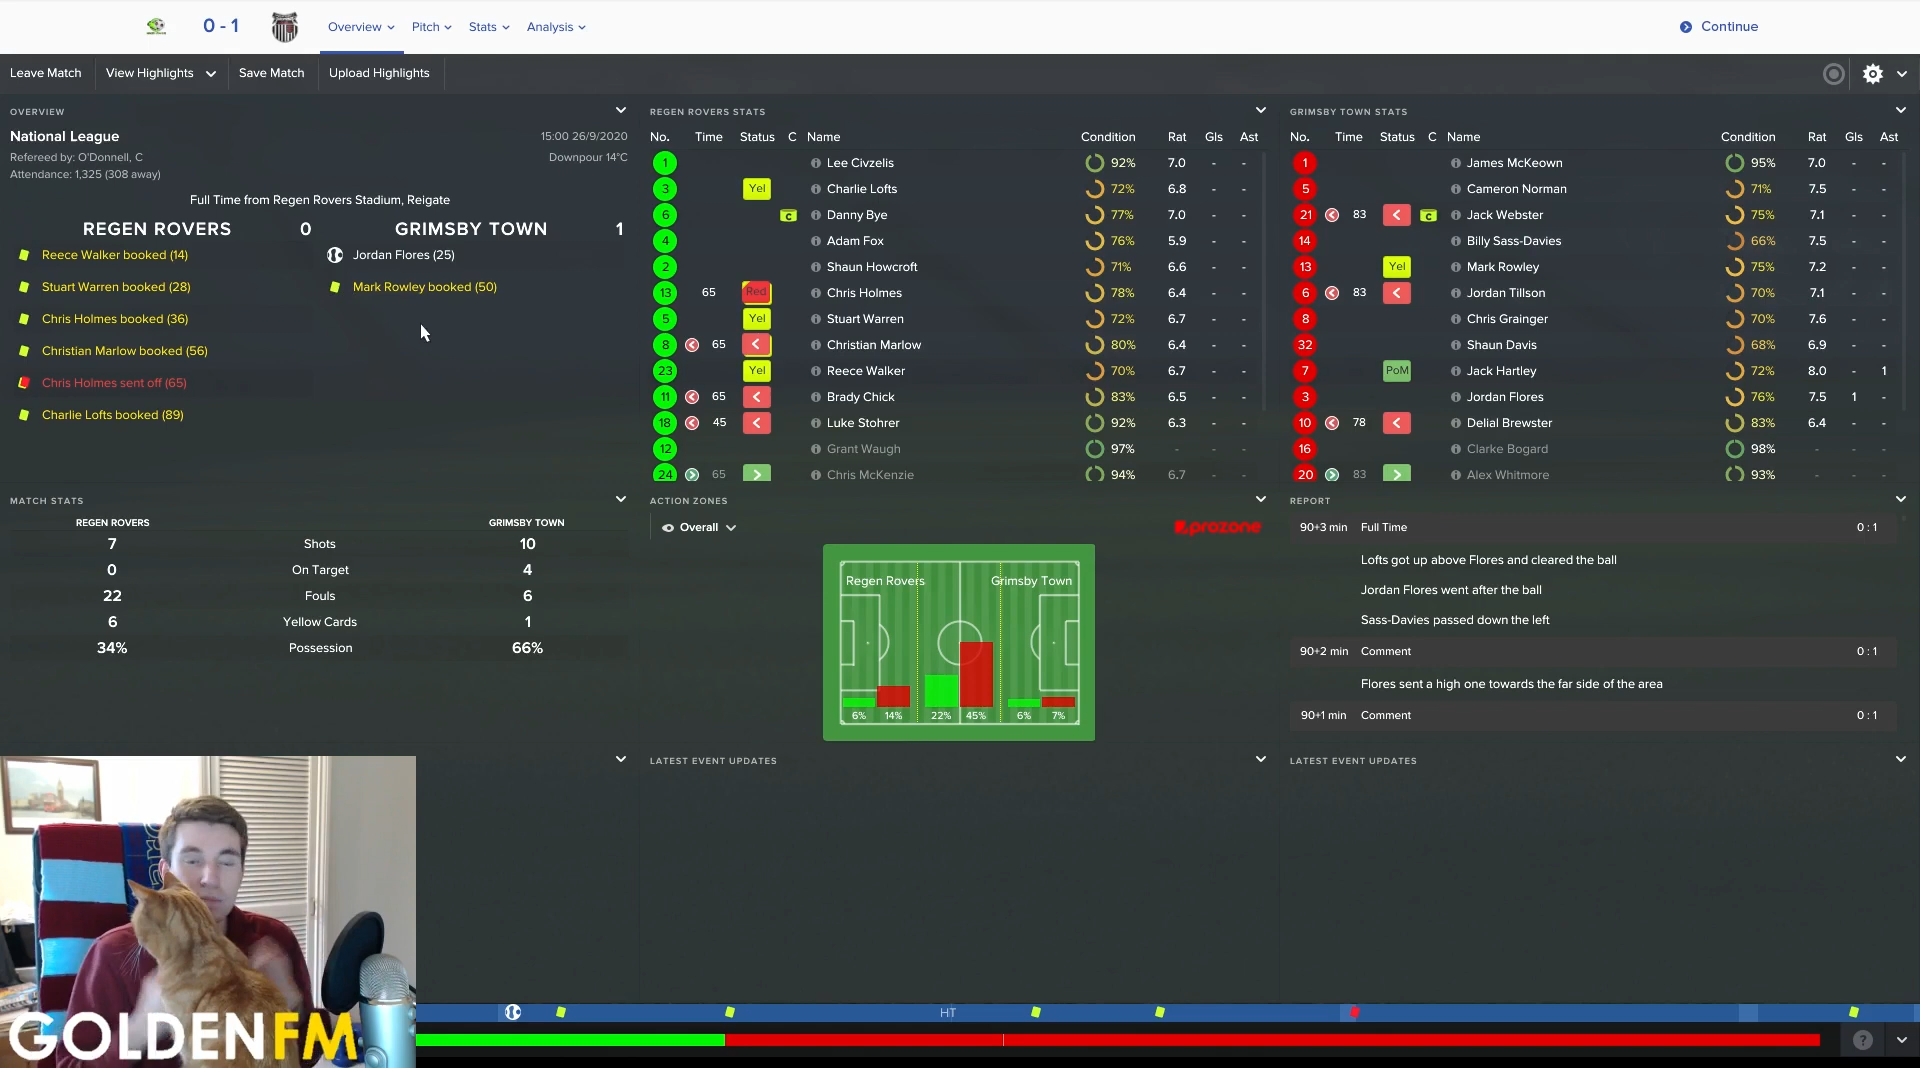 0 - 1
Overview
Pitch
Stats
Analysis
Continue
Leave Match
View Highlights
Save Match
Upload Highlights
OVERVIEW
National League
15:00 26/9/2020
Refereed by: O'Donnell, C
Downpour 14°C
Attendance: 1,325 (308 away)
Full Time from Regen Rovers Stadium, Reigate
REGEN ROVERS 0 GRIMSBY TOWN 1
Reece Walker booked (14)
Jordan Flores (25)
Stuart Warren booked (28)
Mark Rowley booked (50)
Chris Holmes booked (36)
Christian Marlow booked (56)
Chris Holmes sent off (65)
Charlie Lofts booked (89)
REGEN ROVERS STATS
No. Time Status C Name Condition Rat Gls Ast
1 Lee Civzelis 92% 7.0 - -
3 Yel Charlie Lofts 72% 6.8 - -
6 C Danny Bye 77% 7.0 - -
4 Adam Fox 76% 5.9 - -
2 Shaun Howcroft 71% 6.6 - -
13 65 Red Chris Holmes 78% 6.4 - -
5 Yel Stuart Warren 72% 6.7 - -
8 65 Christian Marlow 80% 6.4 - -
23 Yel Reece Walker 70% 6.7 - -
11 65 Brady Chick 83% 6.5 - -
18 45 Luke Stohrer 92% 6.3 - -
12 Grant Waugh 97% - - -
24 65 Chris McKenzie 94% 6.7 - -
GRIMSBY TOWN STATS
No. Time Status C Name Condition Rat Gls Ast
1 James McKeown 95% 7.0 - -
5 Cameron Norman 71% 7.5 - -
21 83 C Jack Webster 75% 7.1 - -
14 Billy Sass-Davies 66% 7.5 - -
13 Yel Mark Rowley 75% 7.2 - -
6 83 Jordan Tillson 70% 7.1 - -
8 Chris Grainger 70% 7.6 - -
32 Shaun Davis 68% 6.9 - -
7 PoM Jack Hartley 72% 8.0 - 1
3 Jordan Flores 76% 7.5 1 -
10 78 Delial Brewster 83% 6.4 - -
16 Clarke Bogard 98% - - -
20 83 Alex Whitmore 93% - - -
MATCH STATS
REGEN ROVERS GRIMSBY TOWN
7 Shots 10
0 On Target 4
22 Fouls 6
6 Yellow Cards 1
34% Possession 66%
ACTION ZONES
Overall
prozone
Regen Rovers Grimsby Town
6% 14% 22% 45% 6% 7%
REPORT
90+3 min Full Time 0 : 1
Lofts got up above Flores and cleared the ball
Jordan Flores went after the ball
Sass-Davies passed down the left
90+2 min Comment 0 : 1
Flores sent a high one towards the far side of the area
90+1 min Comment 0 : 1
LATEST EVENT UPDATES
LATEST EVENT UPDATES
HT
GOLDENFM
?